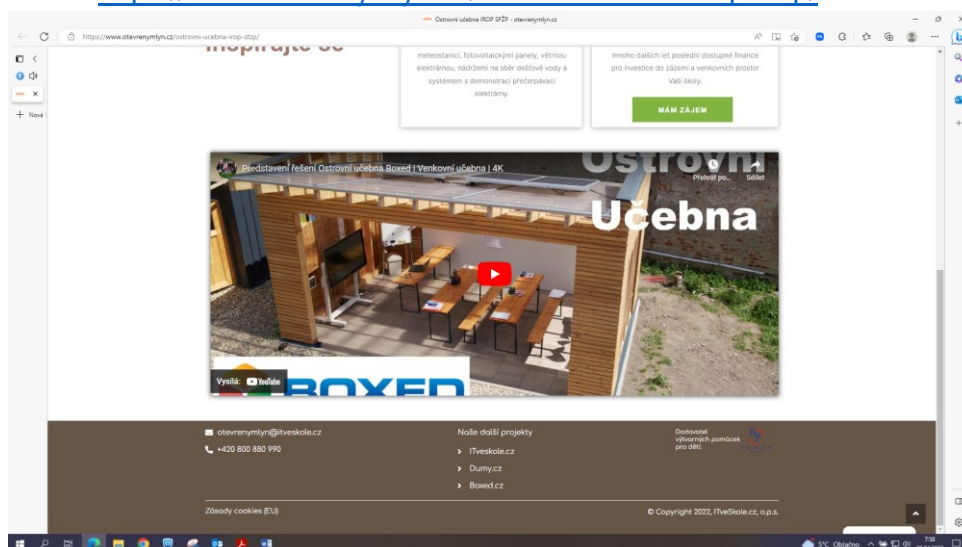 Ostrovní učebna IROP SFŽP - otevrenymlyn.cz
https://www.otevrenymlyn.cz/ostrovni-ucebna-irop-sfzp/
Nové
Inspirujte se
meteostanicí, fotovoltaickými panely, větrnou
elektrárnou, nádržemi na sběr dešťové vody a
systémem s demonstrací přečerpávací
elektrárny.
mnoho dalších let poslední dostupné finance
pro investice do zázemí a venkovních prostor
Vaší školy.
MÁM ZÁJEM
Představení řešení Ostrovní učebna Boxed | Venkovní učebna | 4K
Přehrát po...
Sdílet
Ostrovní
Učebna
Vysílá: YouTube
BOXED
otevrenymlyn@itveskole.cz
+420 800 880 990
Naše další projekty
ITveskole.cz
Dumy.cz
Boxed.cz
Dodavatel
výtvarných pomůcek
pro děti:
Zásady cookies (EU)
© Copyright 2022, ITveSkole.cz, o.p.s.
5°C Oblačno
7:58